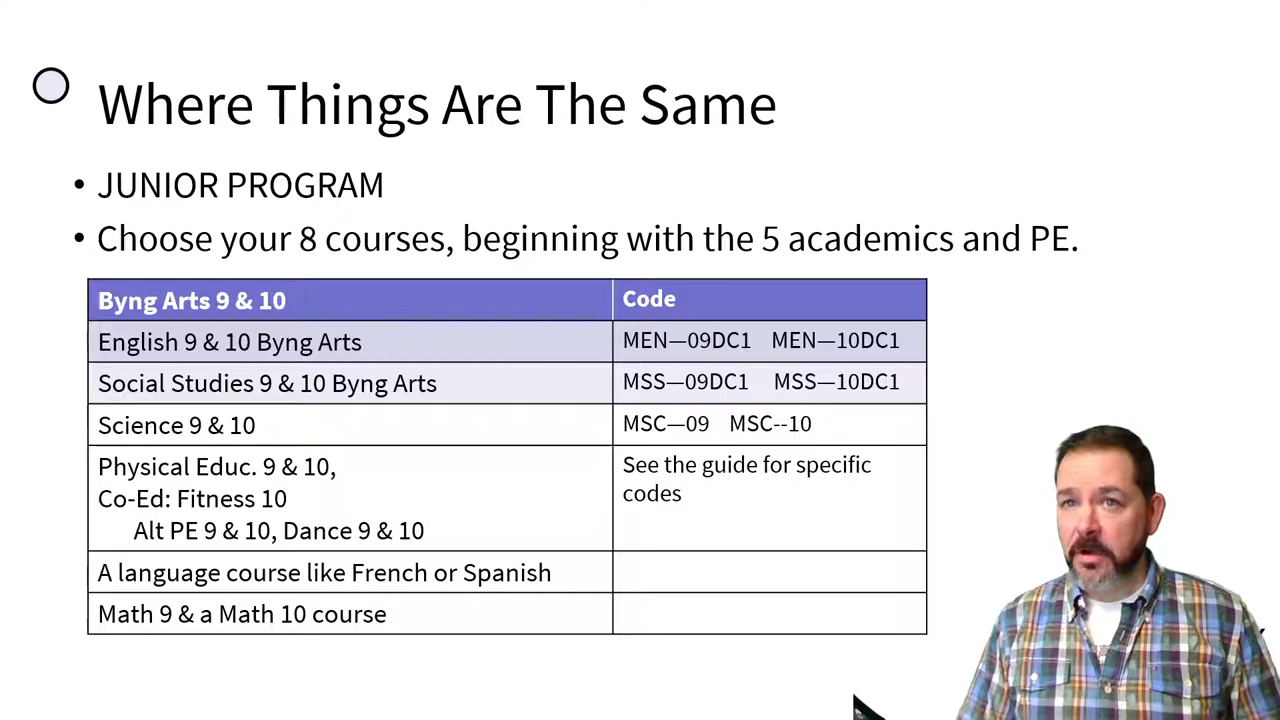 Where Things Are The Same
• JUNIOR PROGRAM
• Choose your 8 courses, beginning with the 5 academics and PE.
Byng Arts 9 & 10 Code
English 9 & 10 Byng Arts MEN—09DC1 MEN—10DC1
Social Studies 9 & 10 Byng Arts MSS—09DC1 MSS—10DC1
Science 9 & 10 MSC—09 MSC--10
Physical Educ. 9 & 10, See the guide for specific
Co-Ed: Fitness 10 codes
Alt PE 9 & 10, Dance 9 & 10
A language course like French or Spanish
Math 9 & a Math 10 course